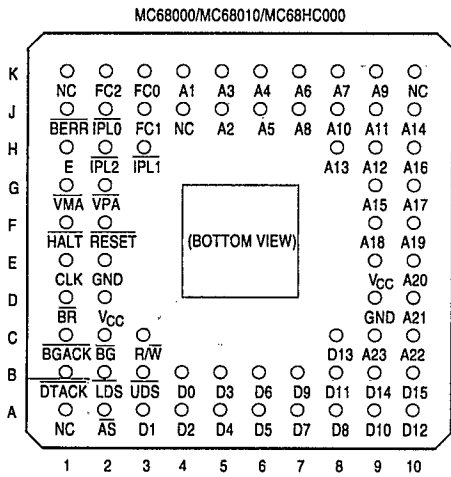 MC68000/MC68010/MC68HC000
K
NC FC2 FC0 A1 A3 A4 A6 A7 A9 NC
J
BERR IPL0 FC1 NC A2 A5 A8 A10 A11 A14
H
E IPL2 IPL1 A13 A12 A16
G
VMA VPA A15 A17
F
HALT RESET (BOTTOM VIEW) A18 A19
E
CLK GND VCC A20
D
BR VCC GND A21
C
BGACK BG R/W D13 A23 A22
B
DTACK LDS UDS D0 D3 D6 D9 D11 D14 D15
A
NC AS D1 D2 D4 D5 D7 D8 D10 D12
1 2 3 4 5 6 7 8 9 10